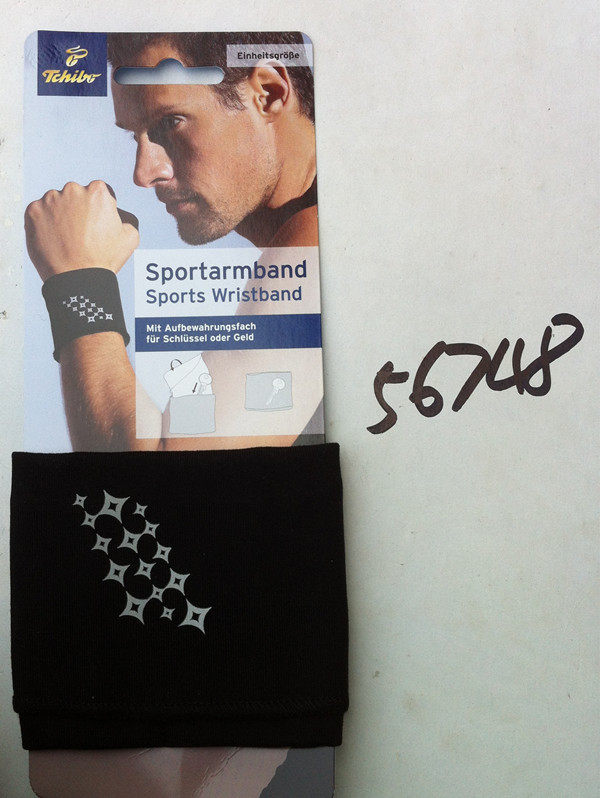 Tchibo
Einheitsgröße
Sportarmband
Sports Wristband
Mit Aufbewahrungsfach
für Schlüssel oder Geld
56748